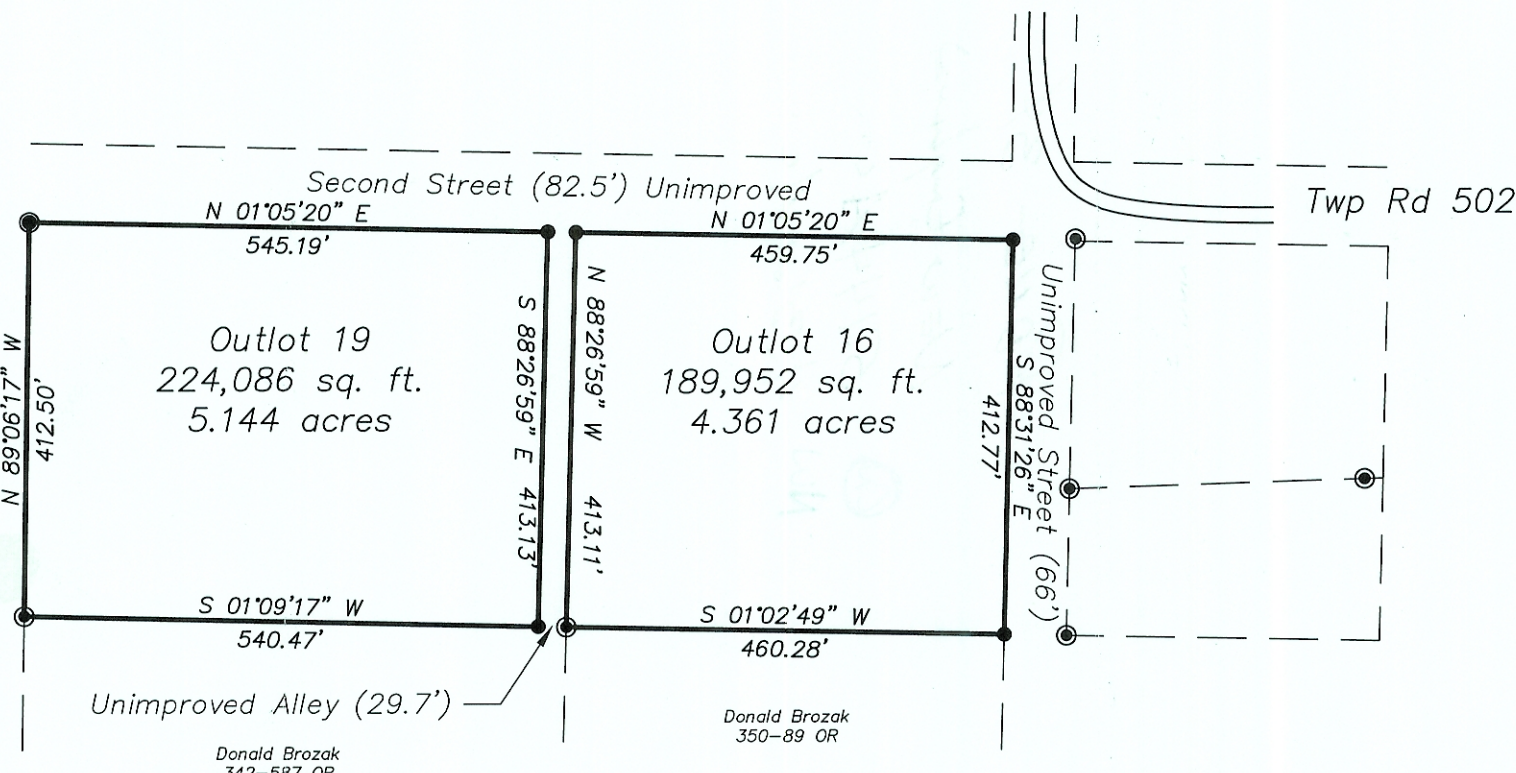 Second Street (82.5') Unimproved
Twp Rd 502
N 01°05'20" E
545.19'
N 01°05'20" E
459.75'
N 89°06'17" W
412.50'
Outlot 19
224,086 sq. ft.
5.144 acres
S 88°26'59" E 413.13'
N 88°26'59" W 413.11'
Outlot 16
189,952 sq. ft.
4.361 acres
412.77'
S 88°31'26" E
Unimproved Street (66')
S 01°09'17" W
540.47'
S 01°02'49" W
460.28'
Unimproved Alley (29.7')
Donald Brozak
350-89 OR
Donald Brozak
342-587 OR